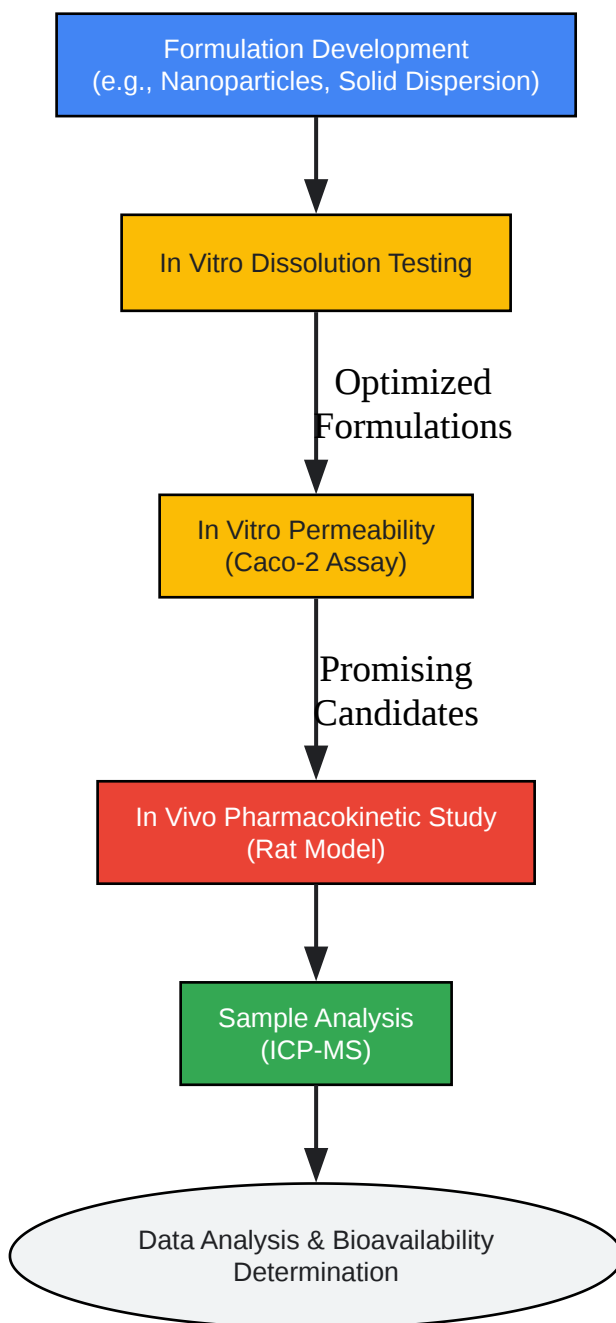 Formulation Development
(e.g., Nanoparticles, Solid Dispersion)
In Vitro Dissolution Testing
Optimized
Formulations
In Vitro Permeability
(Caco-2 Assay)
Promising
Candidates
In Vivo Pharmacokinetic Study
(Rat Model)
Sample Analysis
(ICP-MS)
Data Analysis & Bioavailability
Determination